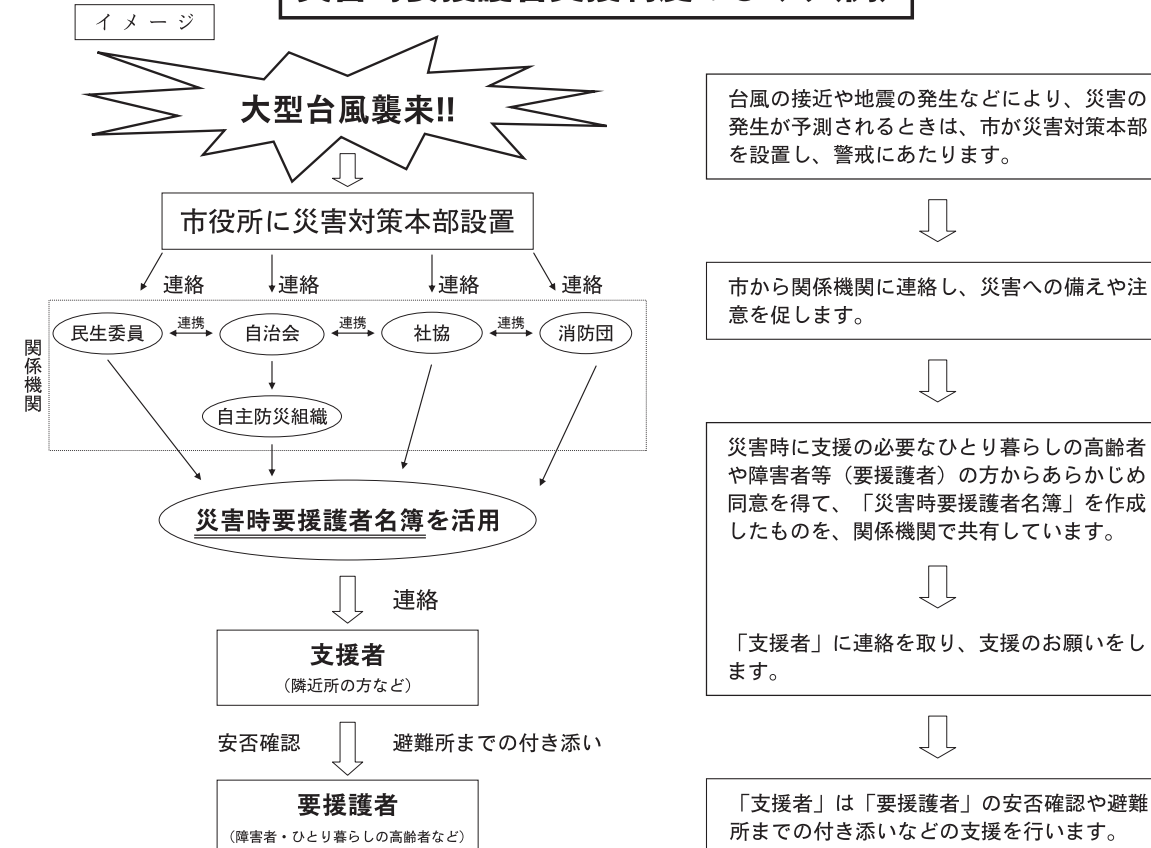 イメージ
大型台風襲来!!
市役所に災害対策本部設置
連絡
連絡
連絡
連絡
関係機関
民生委員
連携
自治会
連携
社協
連携
消防団
自主防災組織
災害時要援護者名簿を活用
連絡
支援者
（隣近所の方など）
安否確認
避難所までの付き添い
要援護者
（障害者・ひとり暮らしの高齢者など）
台風の接近や地震の発生などにより、災害の
発生が予測されるときは、市が災害対策本部
を設置し、警戒にあたります。
市から関係機関に連絡し、災害への備えや注
意を促します。
災害時に支援の必要なひとり暮らしの高齢者
や障害者等（要援護者）の方からあらかじめ
同意を得て、「災害時要援護者名簿」を作成
したものを、関係機関で共有しています。
「支援者」に連絡を取り、支援のお願いをし
ます。
「支援者」は「要援護者」の安否確認や避難
所までの付き添いなどの支援を行います。